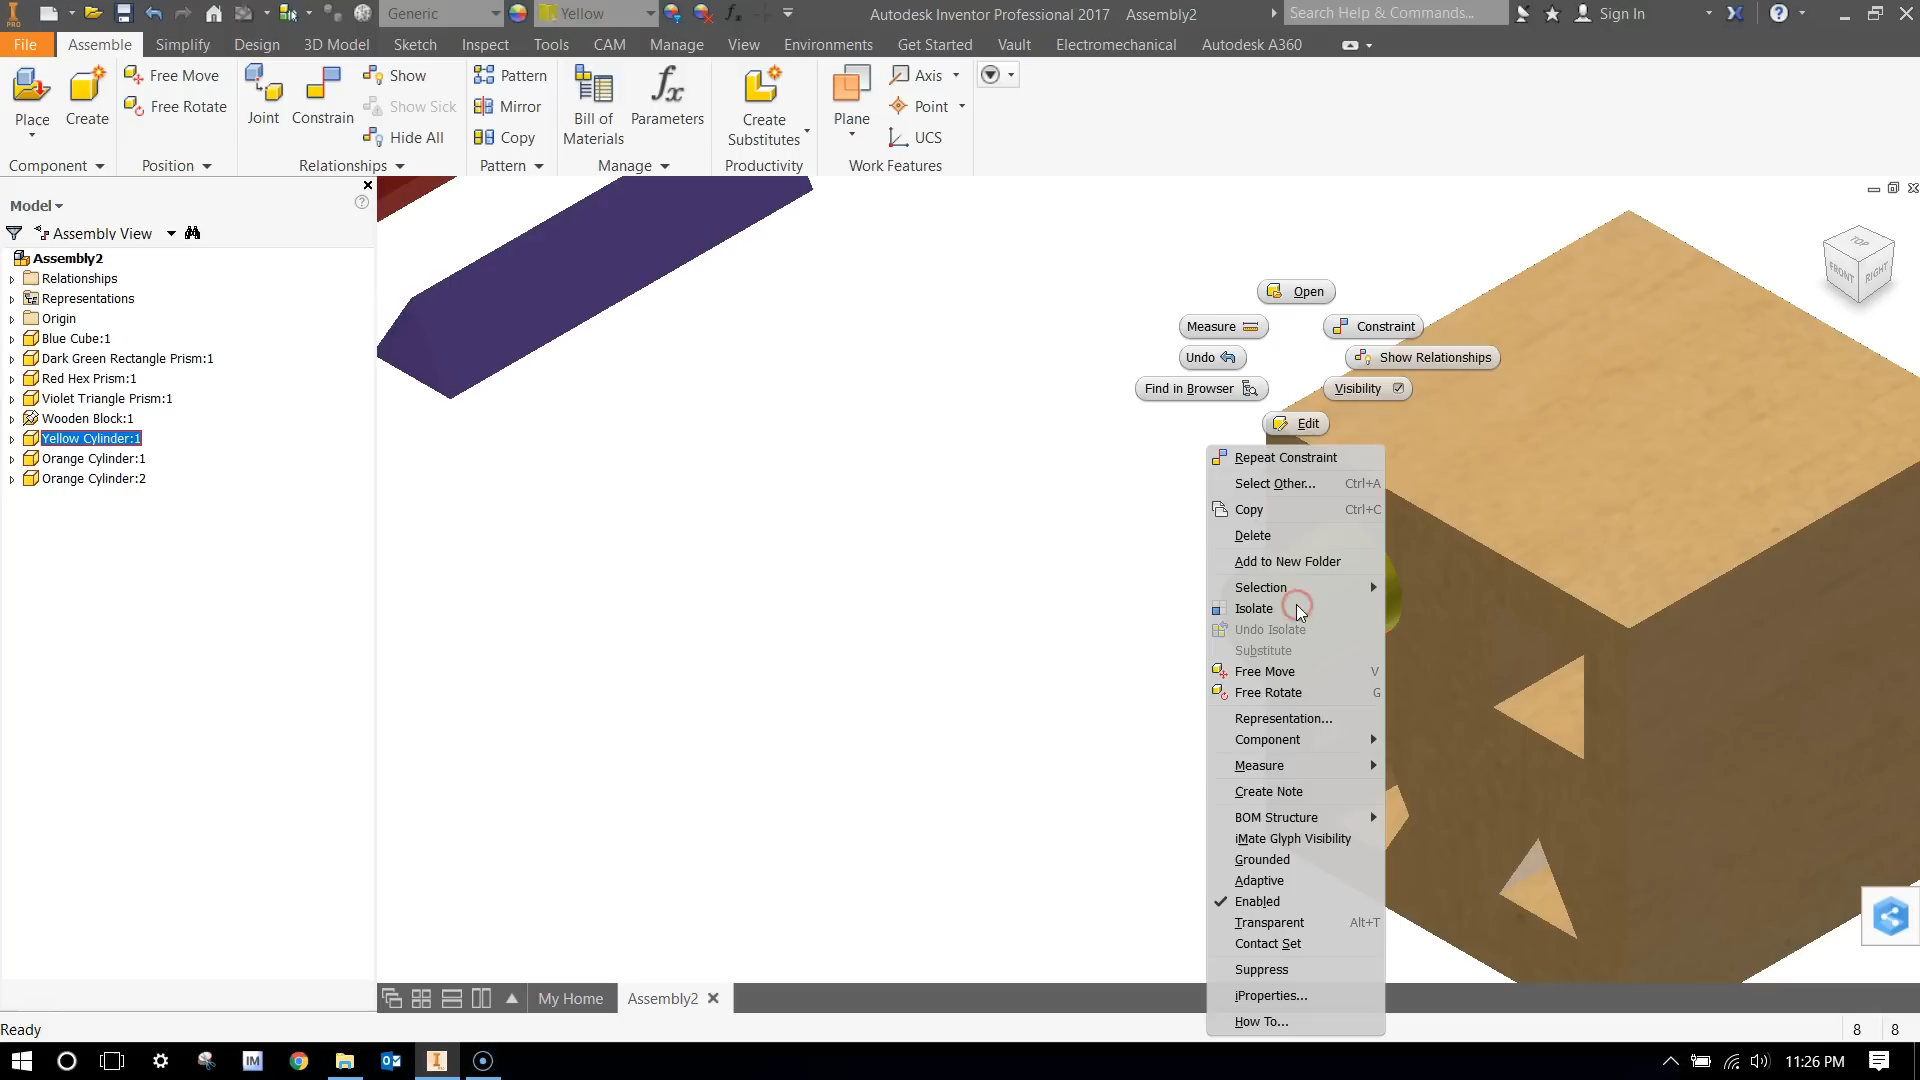 PRO
Generic
Yellow
Autodesk Inventor Professional 2017 Assembly2
Search Help & Commands...
Sign In
File
Assemble
Simplify
Design
3D Model
Sketch
Inspect
Tools
CAM
Manage
View
Environments
Get Started
Vault
Electromechanical
Autodesk A360
Place
Create
Free Move
Free Rotate
Joint
Constrain
Show
Show Sick
Hide All
Pattern
Mirror
Copy
Bill of
Materials
Parameters
Create
Substitutes
Plane
Axis
Point
UCS
Component
Position
Relationships
Pattern
Manage
Productivity
Work Features
Model
Assembly View
Assembly2
Relationships
Representations
Origin
Blue Cube:1
Dark Green Rectangle Prism:1
Red Hex Prism:1
Violet Triangle Prism:1
Wooden Block:1
Yellow Cylinder:1
Orange Cylinder:1
Orange Cylinder:2
TOP
FRONT
RIGHT
Open
Measure
Constraint
Undo
Show Relationships
Find in Browser
Visibility
Edit
Repeat Constraint
Select Other... Ctrl+A
Copy Ctrl+C
Delete
Add to New Folder
Selection
Isolate
Undo Isolate
Substitute
Free Move V
Free Rotate G
Representation...
Component
Measure
Create Note
BOM Structure
iMate Glyph Visibility
Grounded
Adaptive
Enabled
Transparent Alt+T
Contact Set
Suppress
iProperties...
How To...
My Home
Assembly2
Ready
8 8
IM
11:26 PM